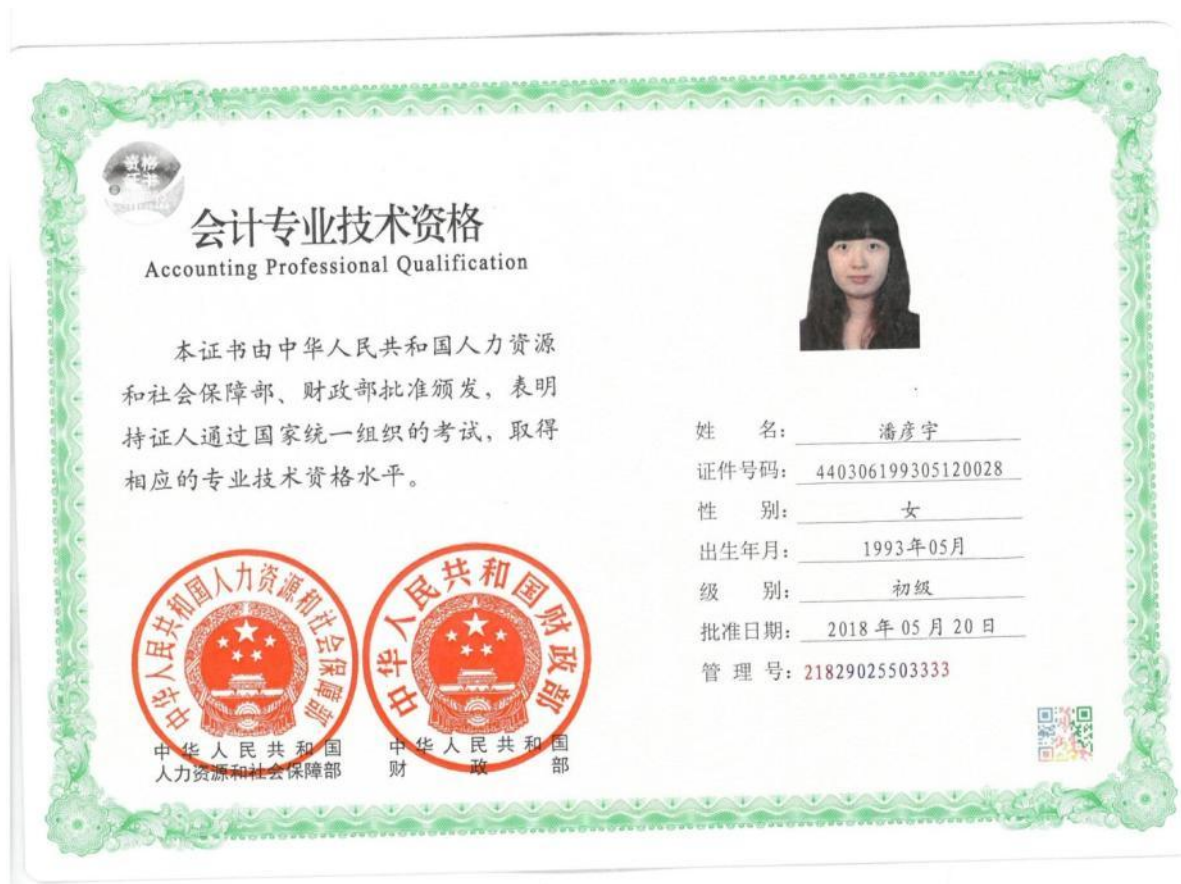 资格
证书
会计专业技术资格
Accounting Professional Qualification
本证书由中华人民共和国人力资源
和社会保障部、财政部批准颁发，表明
持证人通过国家统一组织的考试，取得
相应的专业技术资格水平。
中华人民共和国人力资源和社会保障部
中华人民共和国财政部
中华人民共和国
人力资源和社会保障部
中华人民共和国
财政部
姓名：潘彦宇
证件号码：440306199305120028
性别：女
出生年月：1993年05月
级别：初级
批准日期：2018年05月20日
管理号：21829025503333